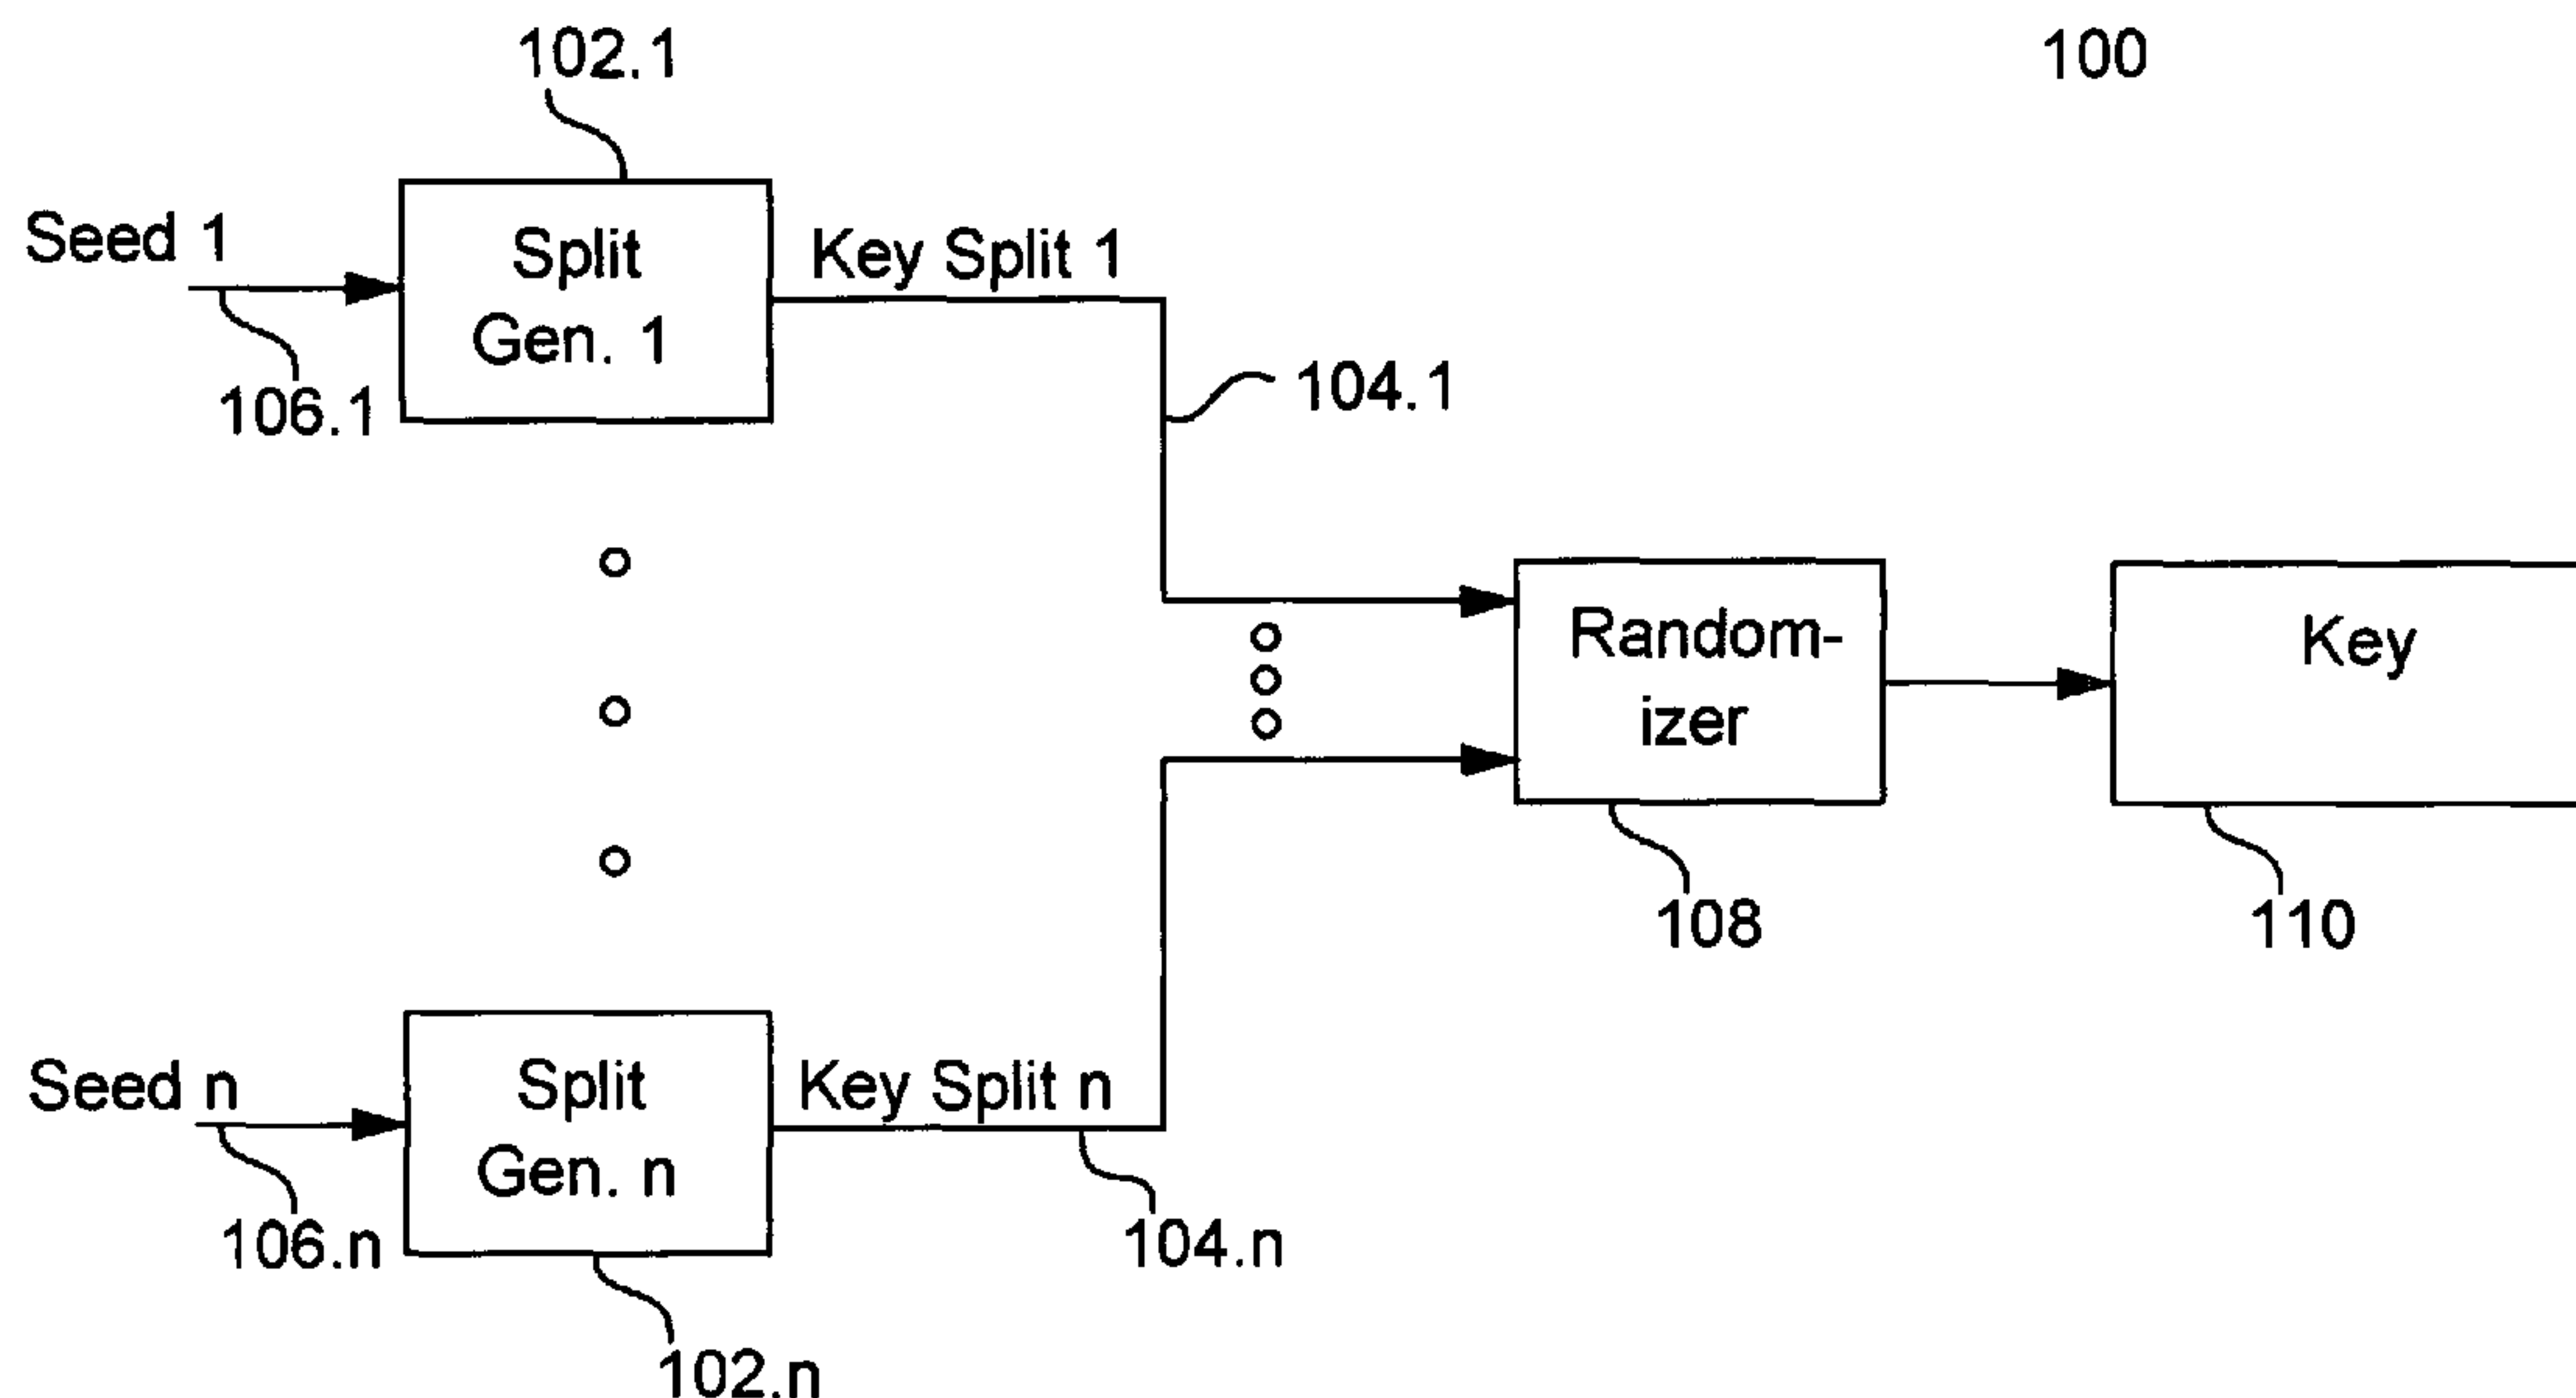 102.1
100
Seed 1
Split
Gen. 1
Key Split 1
106.1
104.1
Random-
izer
Key
108
110
Seed n
Split
Gen. n
Key Split n
106.n
104.n
102.n